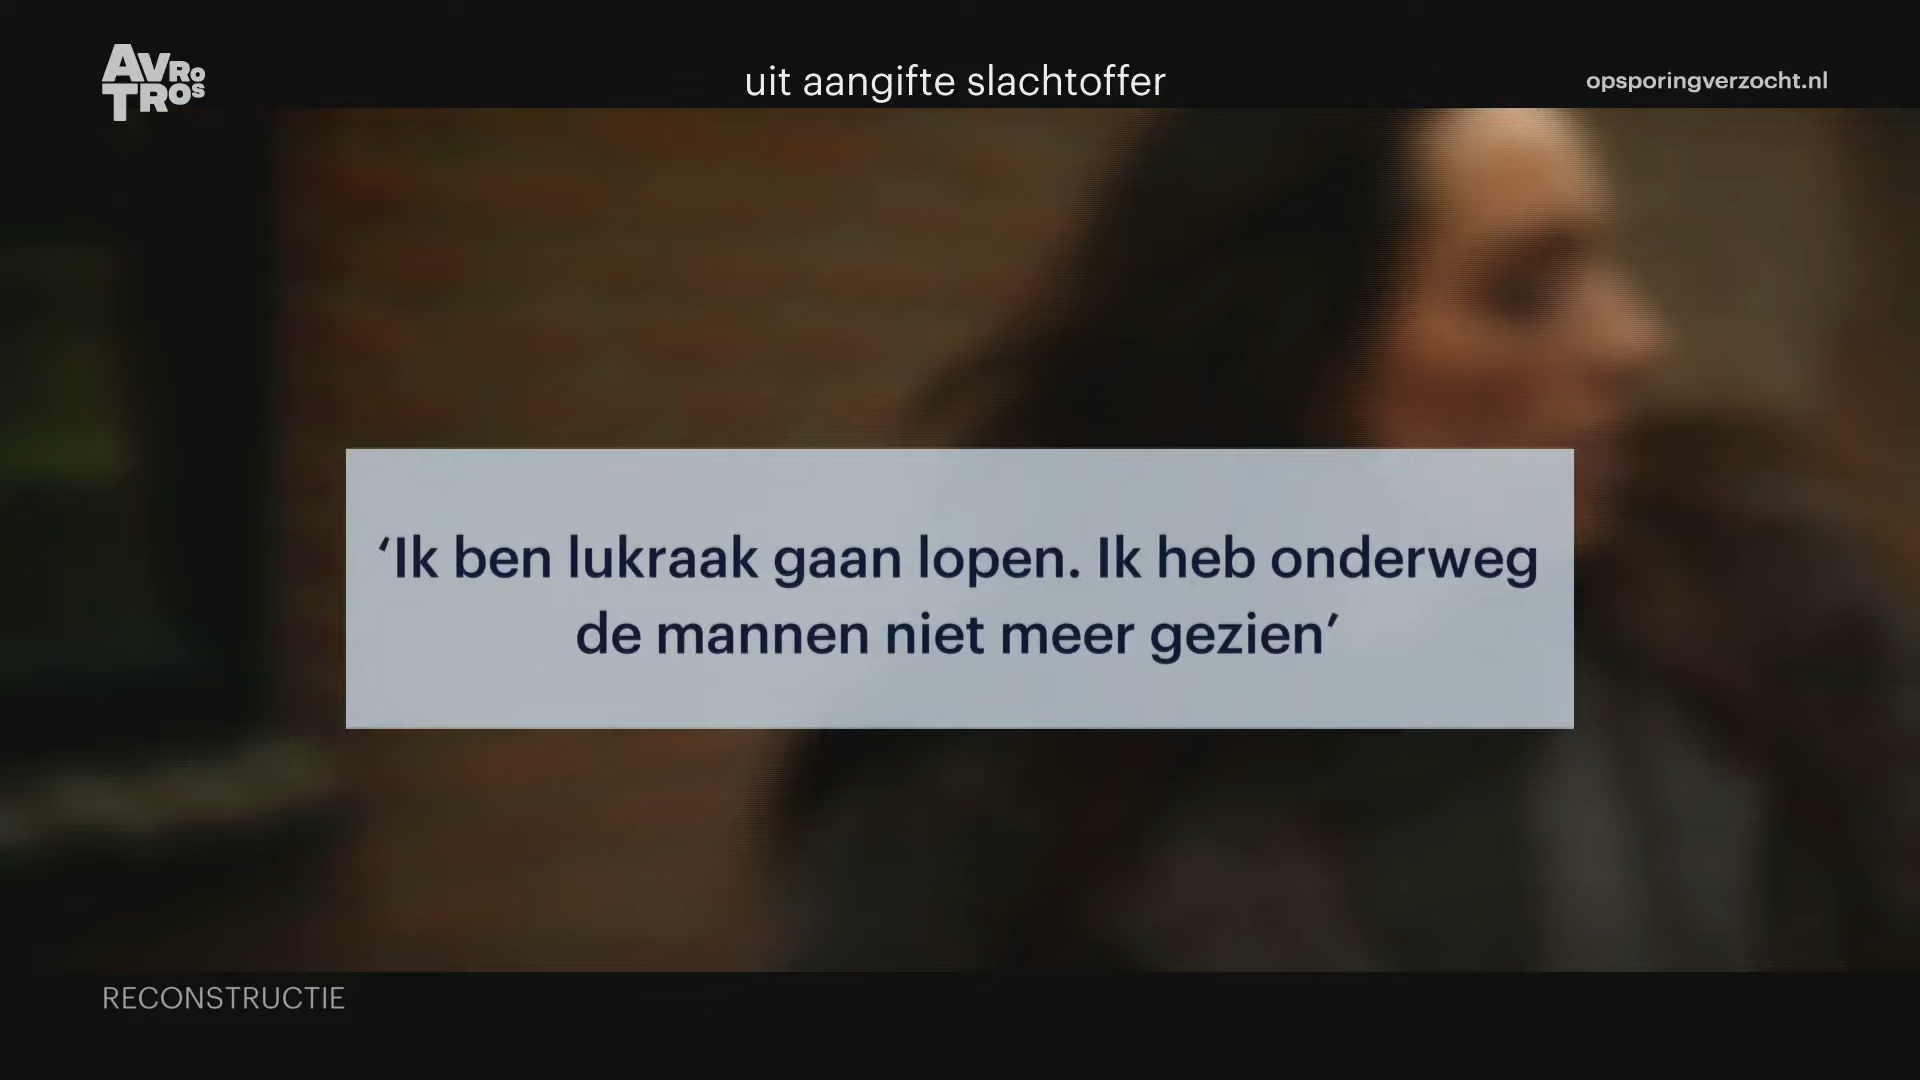 AVRO
TROS
uit aangifte slachtoffer
opsporingverzocht.nl
‘Ik ben lukraak gaan lopen. Ik heb onderweg
de mannen niet meer gezien’
RECONSTRUCTIE